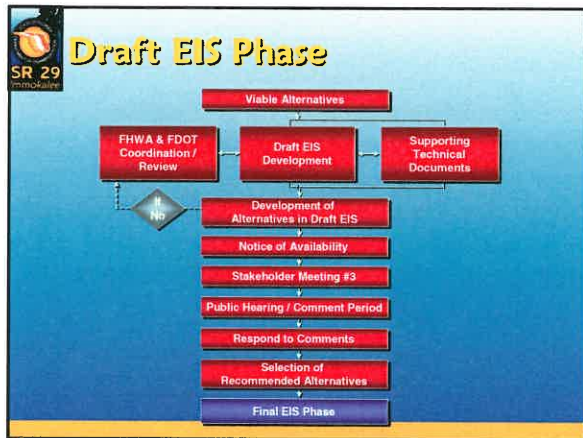 SR 29
Immokalee
Draft EIS Phase
Viable Alternatives
FHWA & FDOT
Coordination /
Review
Draft EIS
Development
Supporting
Technical
Documents
If
No
Development of
Alternatives in Draft EIS
Notice of Availability
Stakeholder Meeting #3
Public Hearing / Comment Period
Respond to Comments
Selection of
Recommended Alternatives
Final EIS Phase